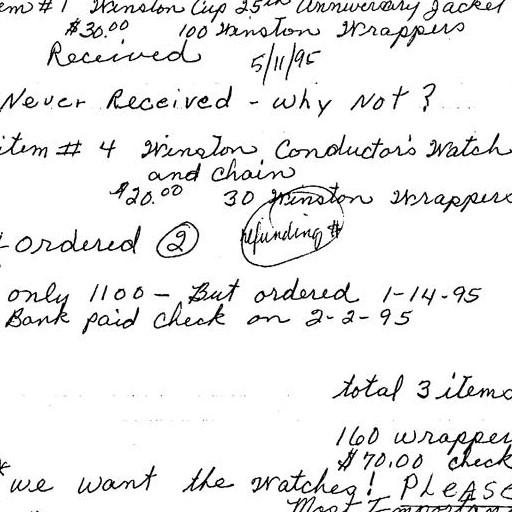 em # 1 Winston Cup 25th Anniversary Jacket
$30.00 100 Winston Wrappers
Received 5/11/95
Never Received - why Not?
item # 4 Winston Conductor's Watch
and chain
$20.00 30 Winston Wrappers
ordered 2 refunding $
only 1100 - But ordered 1-14-95
Bank paid check on 2-2-95
total 3 items
160 wrapper
$70.00 check
* we want the watches! PLEASE
Most Important